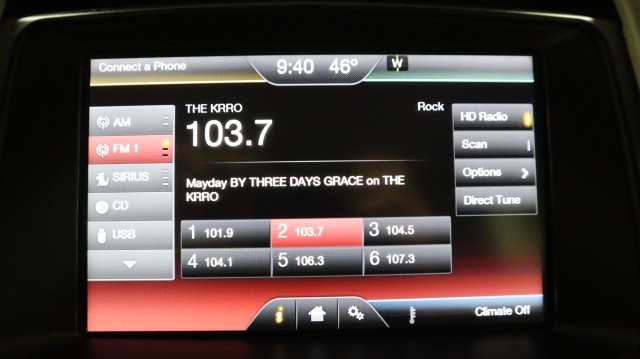 Connect a Phone
9:40 46° W
THE KRRO
Rock
103.7
Mayday BY THREE DAYS GRACE on THE
KRRO
AM
FM 1
SIRIUS
CD
USB
HD Radio
Scan
Options
Direct Tune
1 101.9 2 103.7 3 104.5
4 104.1 5 106.3 6 107.3
Climate Off